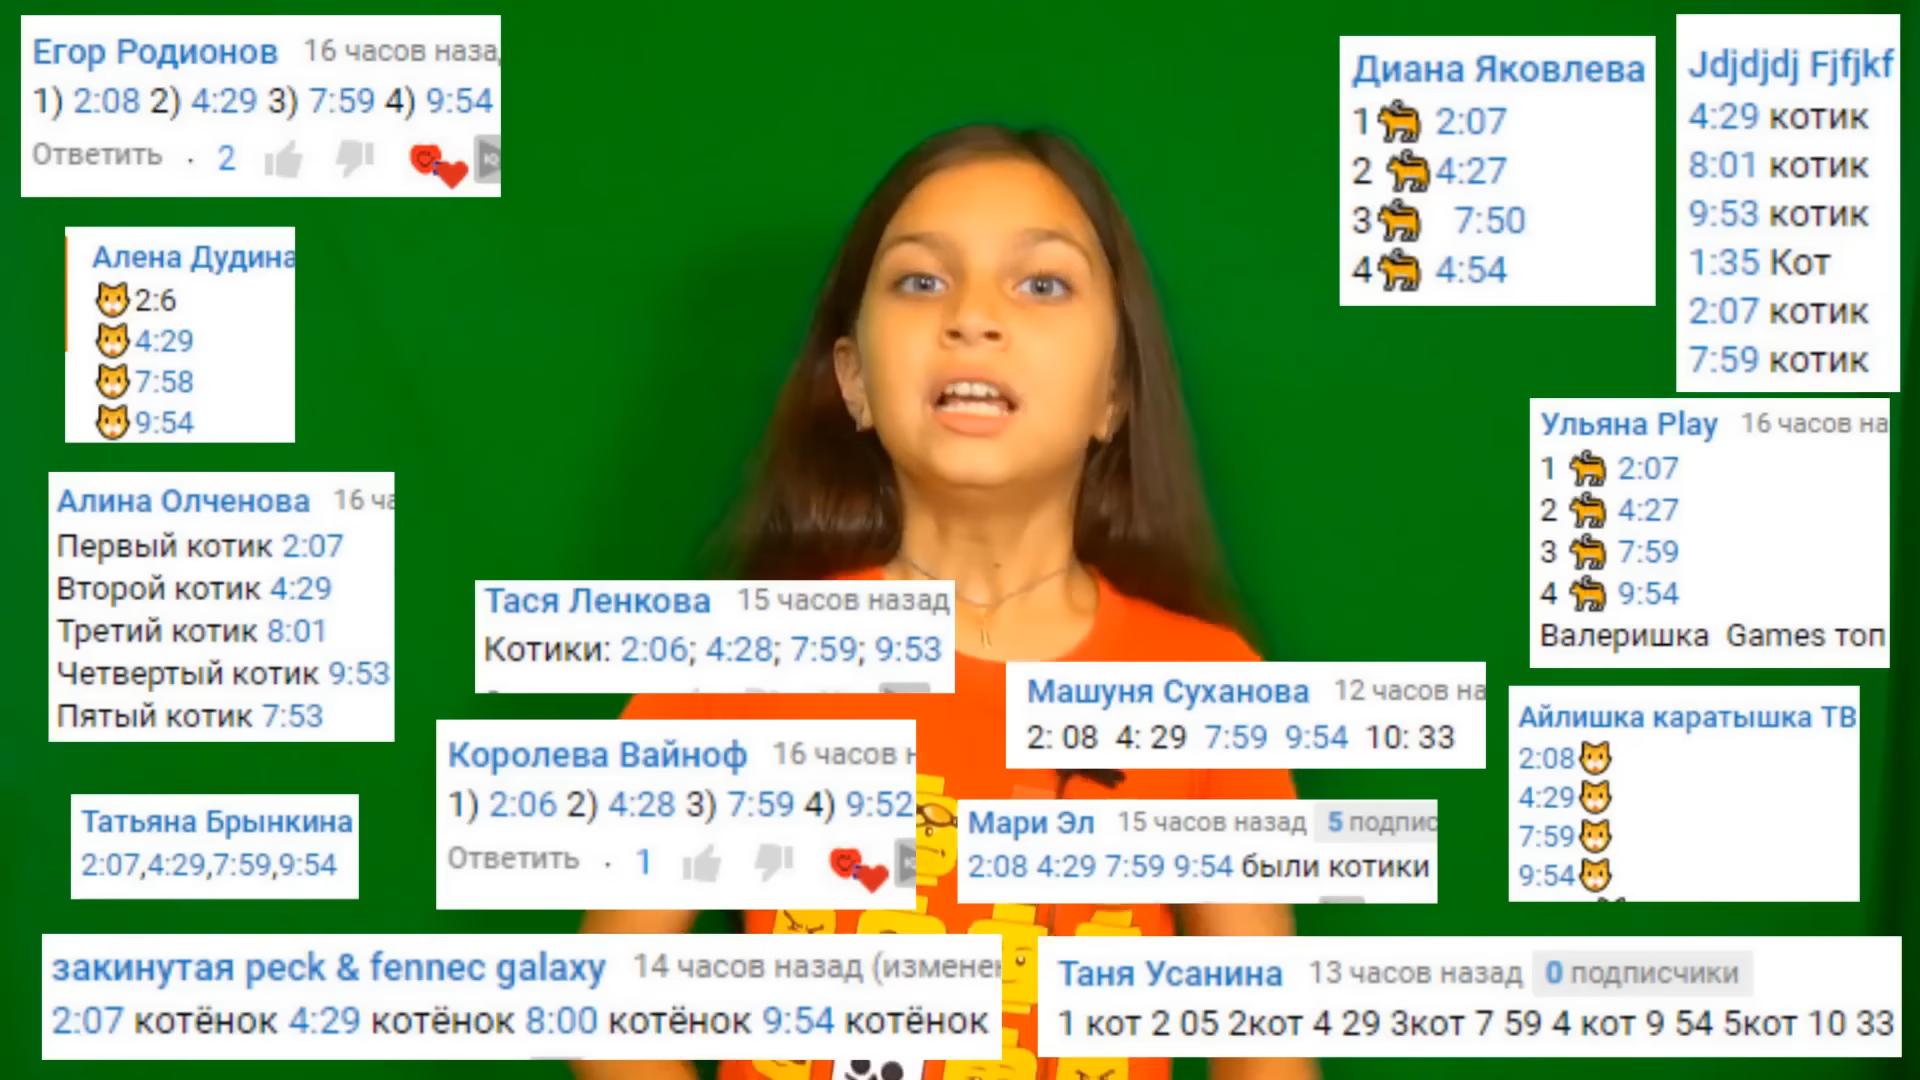 Егор Родионов 16 часов наза
1) 2:08 2) 4:29 3) 7:59 4) 9:54
Ответить · 2
Алена Дудина
2:6
4:29
7:58
9:54
Алина Олченова 16 ча
Первый котик 2:07
Второй котик 4:29
Третий котик 8:01
Четвертый котик 9:53
Пятый котик 7:53
Татьяна Брынкина
2:07,4:29,7:59,9:54
Тася Ленкова 15 часов назад
Котики: 2:06; 4:28; 7:59; 9:53
Королева Вайноф 16 часов н
1) 2:06 2) 4:28 3) 7:59 4) 9:52
Ответить · 1
Диана Яковлева
1 2:07
2 4:27
3 7:50
4 4:54
Jdjdjdj Fjfjkf
4:29 котик
8:01 котик
9:53 котик
1:35 Кот
2:07 котик
7:59 котик
Ульяна Play 16 часов на
1 2:07
2 4:27
3 7:59
4 9:54
Валеришка Games топ
Машуня Суханова 12 часов на
2: 08 4: 29 7:59 9:54 10: 33
Мари Эл 15 часов назад 5 подпис
2:08 4:29 7:59 9:54 были котики
Айлишка каратышка ТВ
2:08
4:29
7:59
9:54
закинутая peck & fennec galaxy 14 часов назад (изменен
2:07 котёнок 4:29 котёнок 8:00 котёнок 9:54 котёнок
Таня Усанина 13 часов назад 0 подписчики
1 кот 2 05 2кот 4 29 3кот 7 59 4 кот 9 54 5кот 10 33